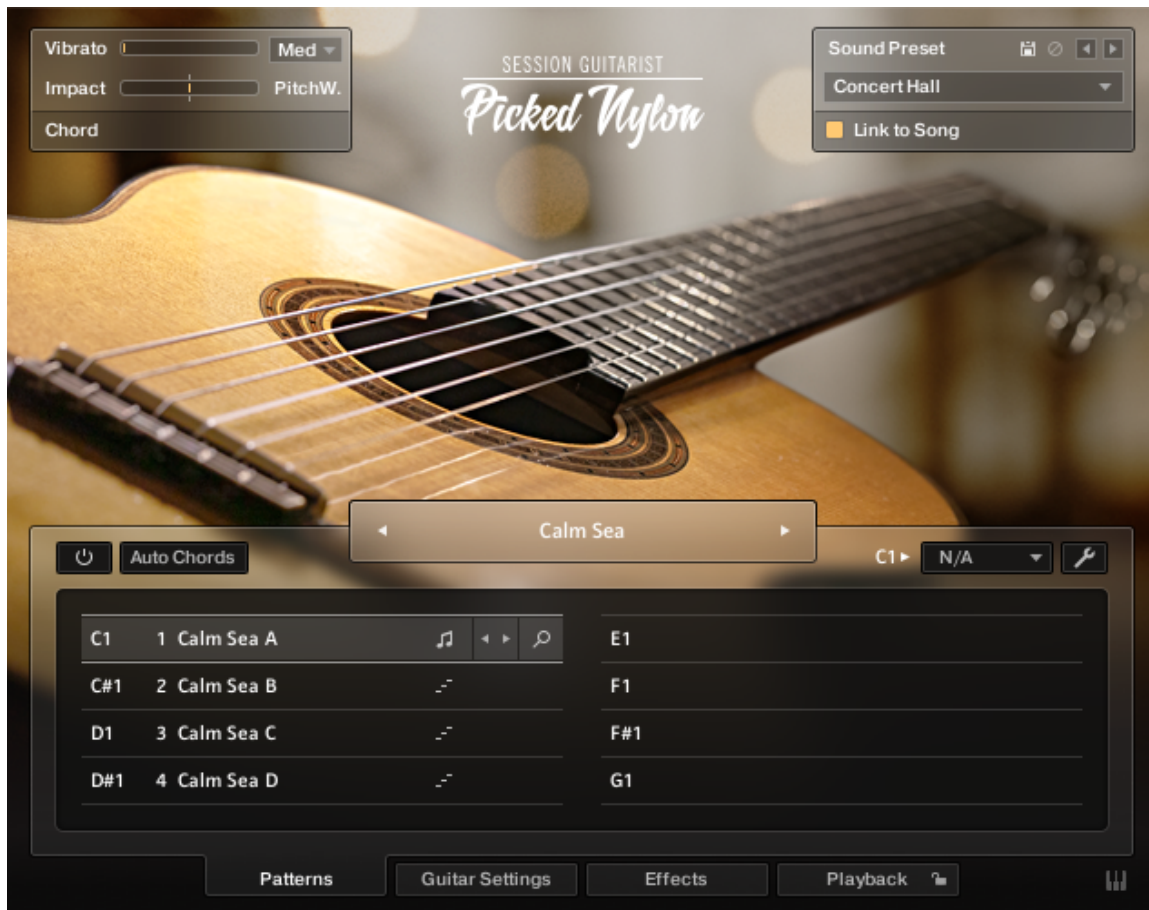 Vibrato Med
Impact PitchW.
Chord
SESSION GUITARIST
Picked Nylon
Sound Preset
Concert Hall
Link to Song
Calm Sea
Auto Chords
C1 N/A
C1 1 Calm Sea A
C#1 2 Calm Sea B
D1 3 Calm Sea C
D#1 4 Calm Sea D
E1
F1
F#1
G1
Patterns Guitar Settings Effects Playback